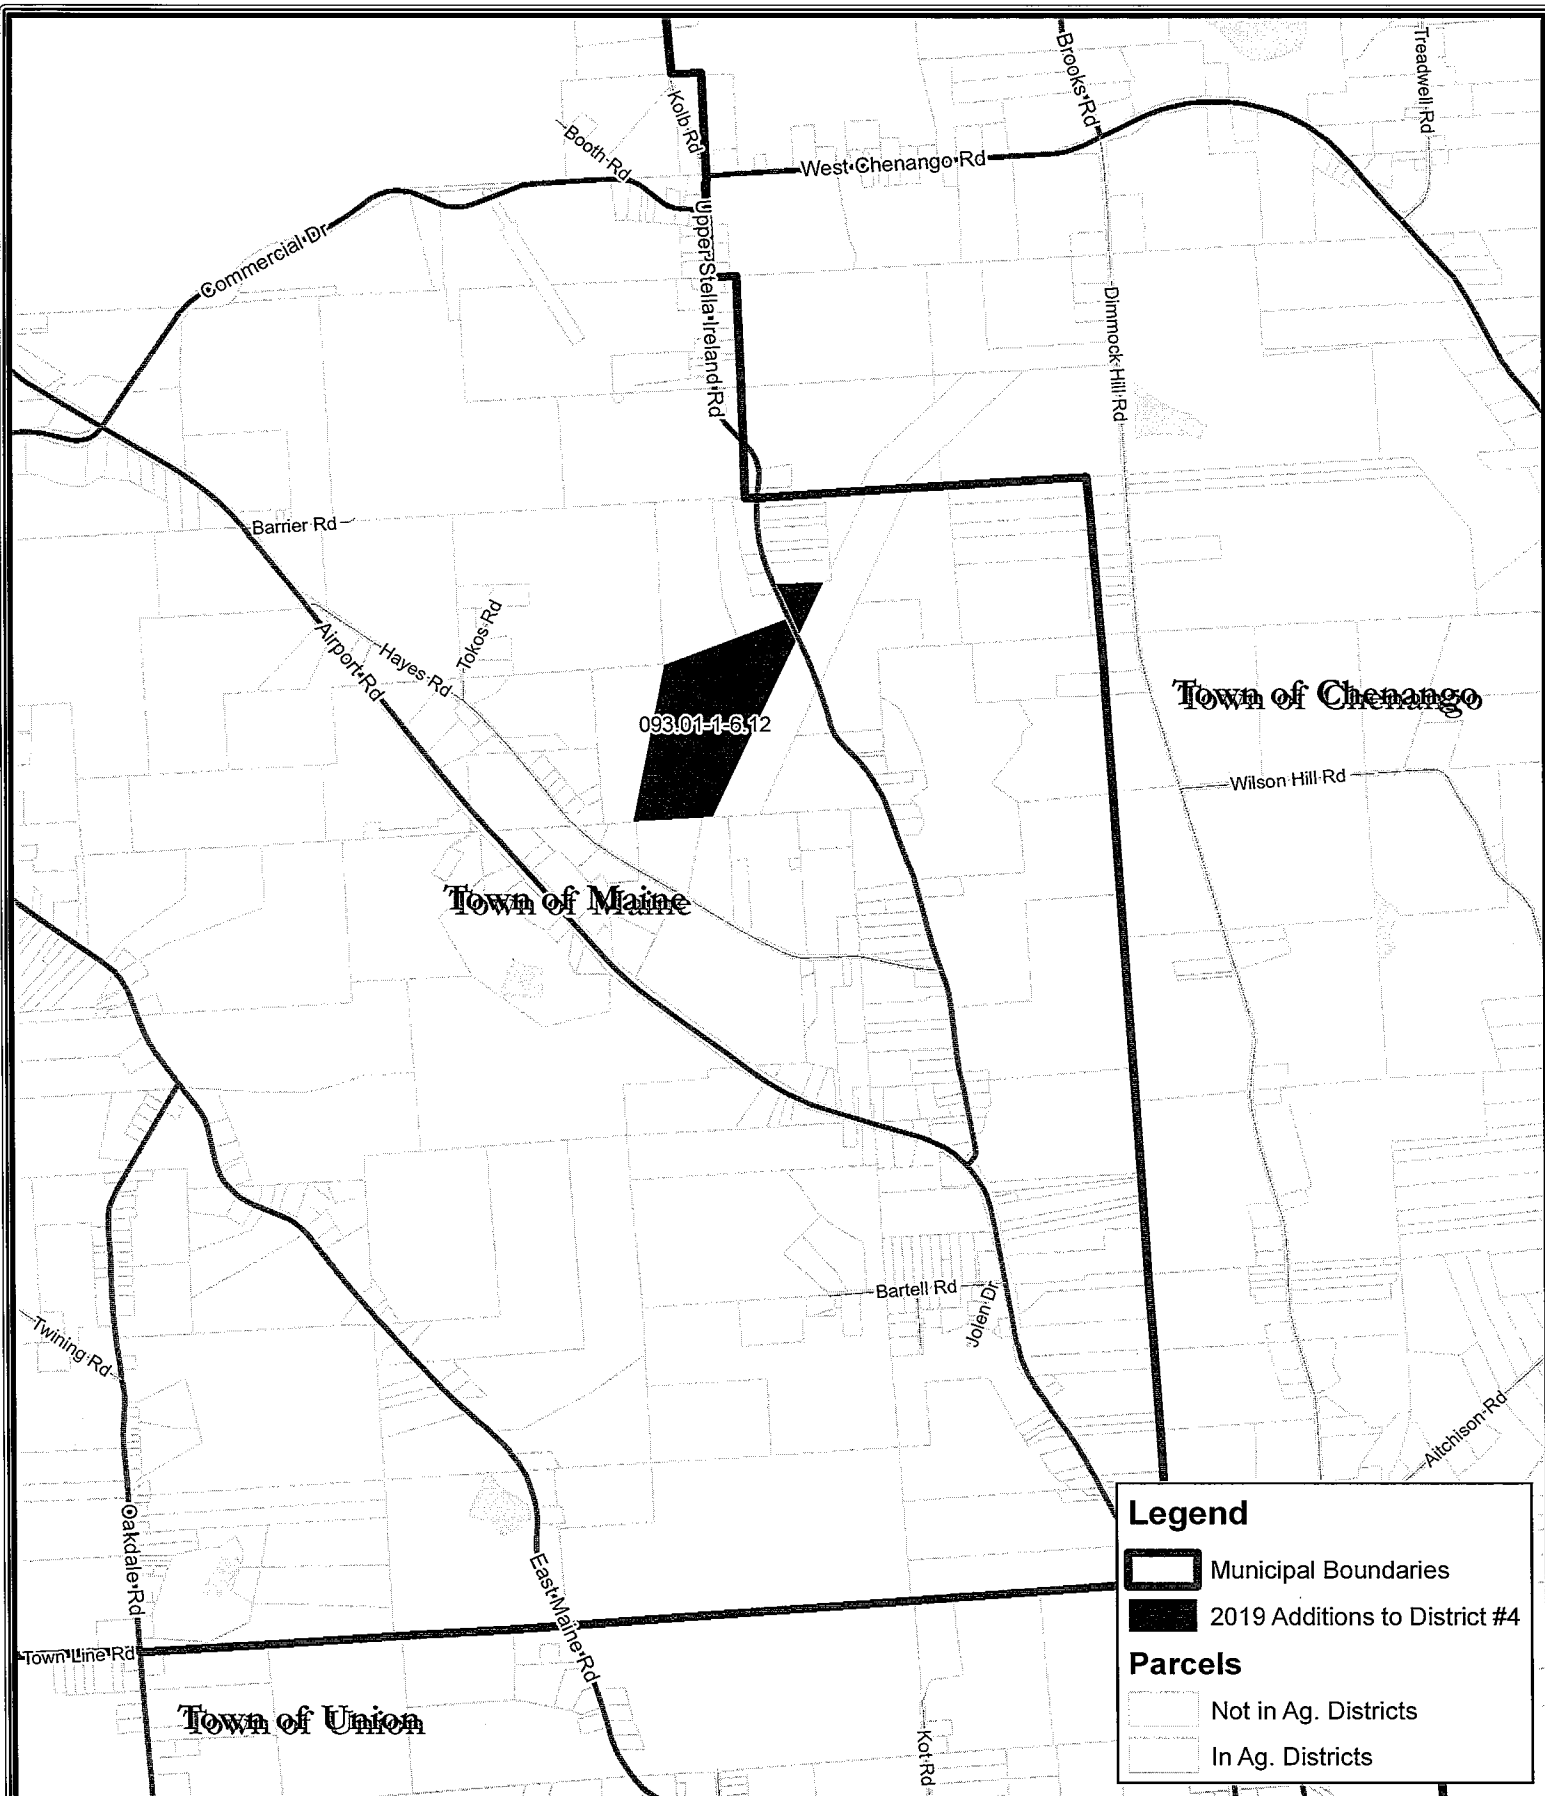 Treadwell Rd
Brooks Rd
Kolb Rd
Booth Rd
West Chenango Rd
Commercial Dr
Upper Stella Ireland Rd
Dimmock Hill Rd
Barrier Rd
Tokos Rd
Hayes Rd
Airport Rd
Town of Chenango
093.01-1-6.12
Wilson Hill Rd
Town of Maine
Bartell Rd
Jolen Dr
Twining Rd
Aitchison Rd
Oakdale Rd
East Maine Rd
Town Line Rd
Town of Union
Kot Rd
Legend
Municipal Boundaries
2019 Additions to District #4
Parcels
Not in Ag. Districts
In Ag. Districts